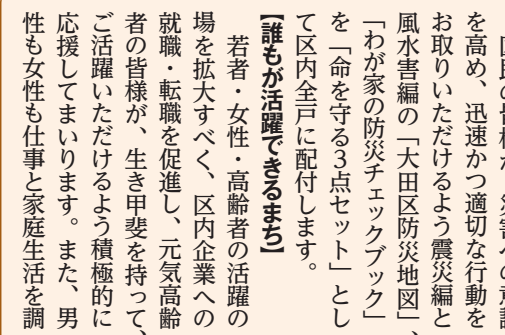 を高め、迅速かつ適切な行動を
お取りいただけるよう震災編と
風水害編の「大田区防災地図」、
「わが家の防災チェックブック」
を「命を守る3点セット」とし
て区内全戸に配付します。
【誰もが活躍できるまち】
若者・女性・高齢者の活躍の
場を拡大すべく、区内企業への
就職・転職を促進し、元気高齢
者の皆様が、生き甲斐を持って、
ご活躍いただけるよう積極的に
応援してまいります。また、男
性も女性も仕事と家庭生活を調